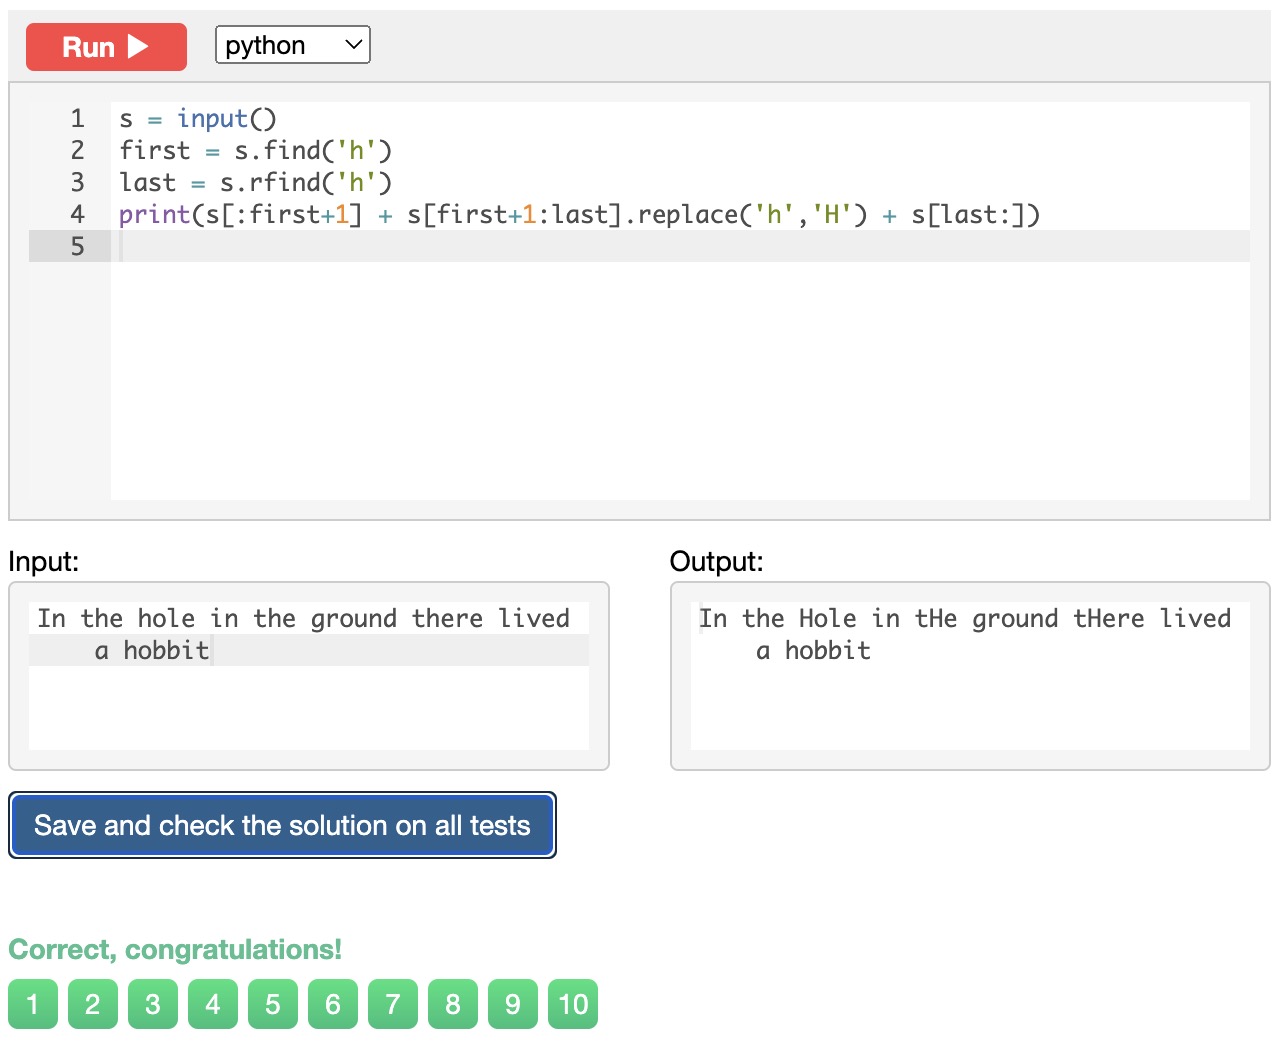 Run ▶ python
1 s = input()
2 first = s.find('h')
3 last = s.rfind('h')
4 print(s[:first+1] + s[first+1:last].replace('h','H') + s[last:])
5
Input:
In the hole in the ground there lived
a hobbit
Output:
In the Hole in tHe ground tHere lived
a hobbit
Save and check the solution on all tests
Correct, congratulations!
1 2 3 4 5 6 7 8 9 10